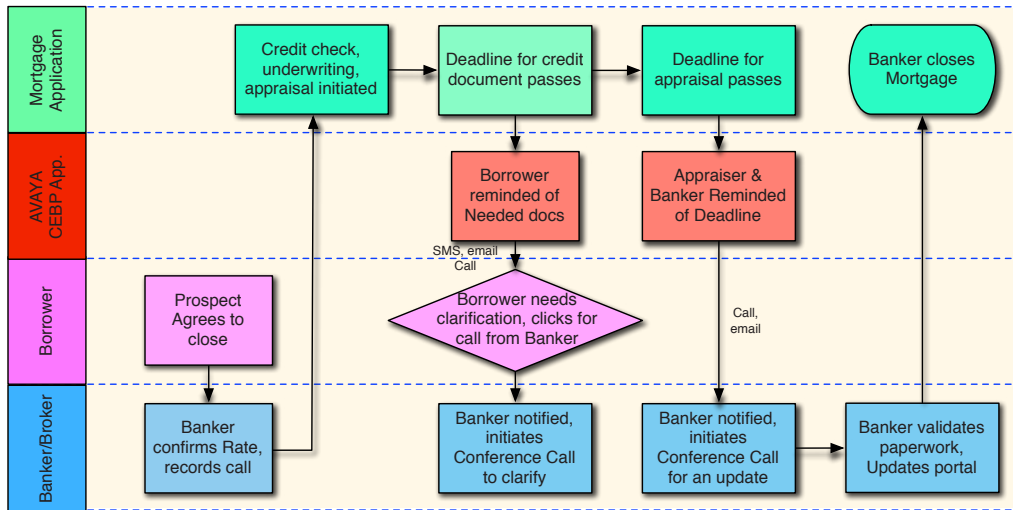 Mortgage
Application
Credit check,
underwriting,
appraisal initiated
Deadline for credit
document passes
Deadline for
appraisal passes
Banker closes
Mortgage
AVAYA
CEBP App.
Borrower
reminded of
Needed docs
Appraiser &
Banker Reminded
of Deadline
SMS, email
Call
Borrower
Prospect
Agrees to
close
Borrower needs
clarification, clicks for
call from Banker
Call,
email
Banker/Broker
Banker
confirms Rate,
records call
Banker notified,
initiates
Conference Call
to clarify
Banker notified,
initiates
Conference Call
for an update
Banker validates
paperwork,
Updates portal